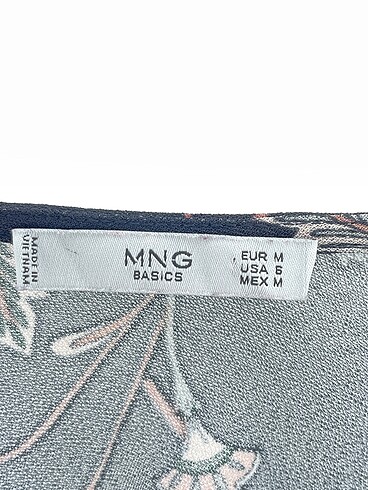 MADE IN
VIETNAM
MNG
BASICS
EUR M
USA 6
MEX M